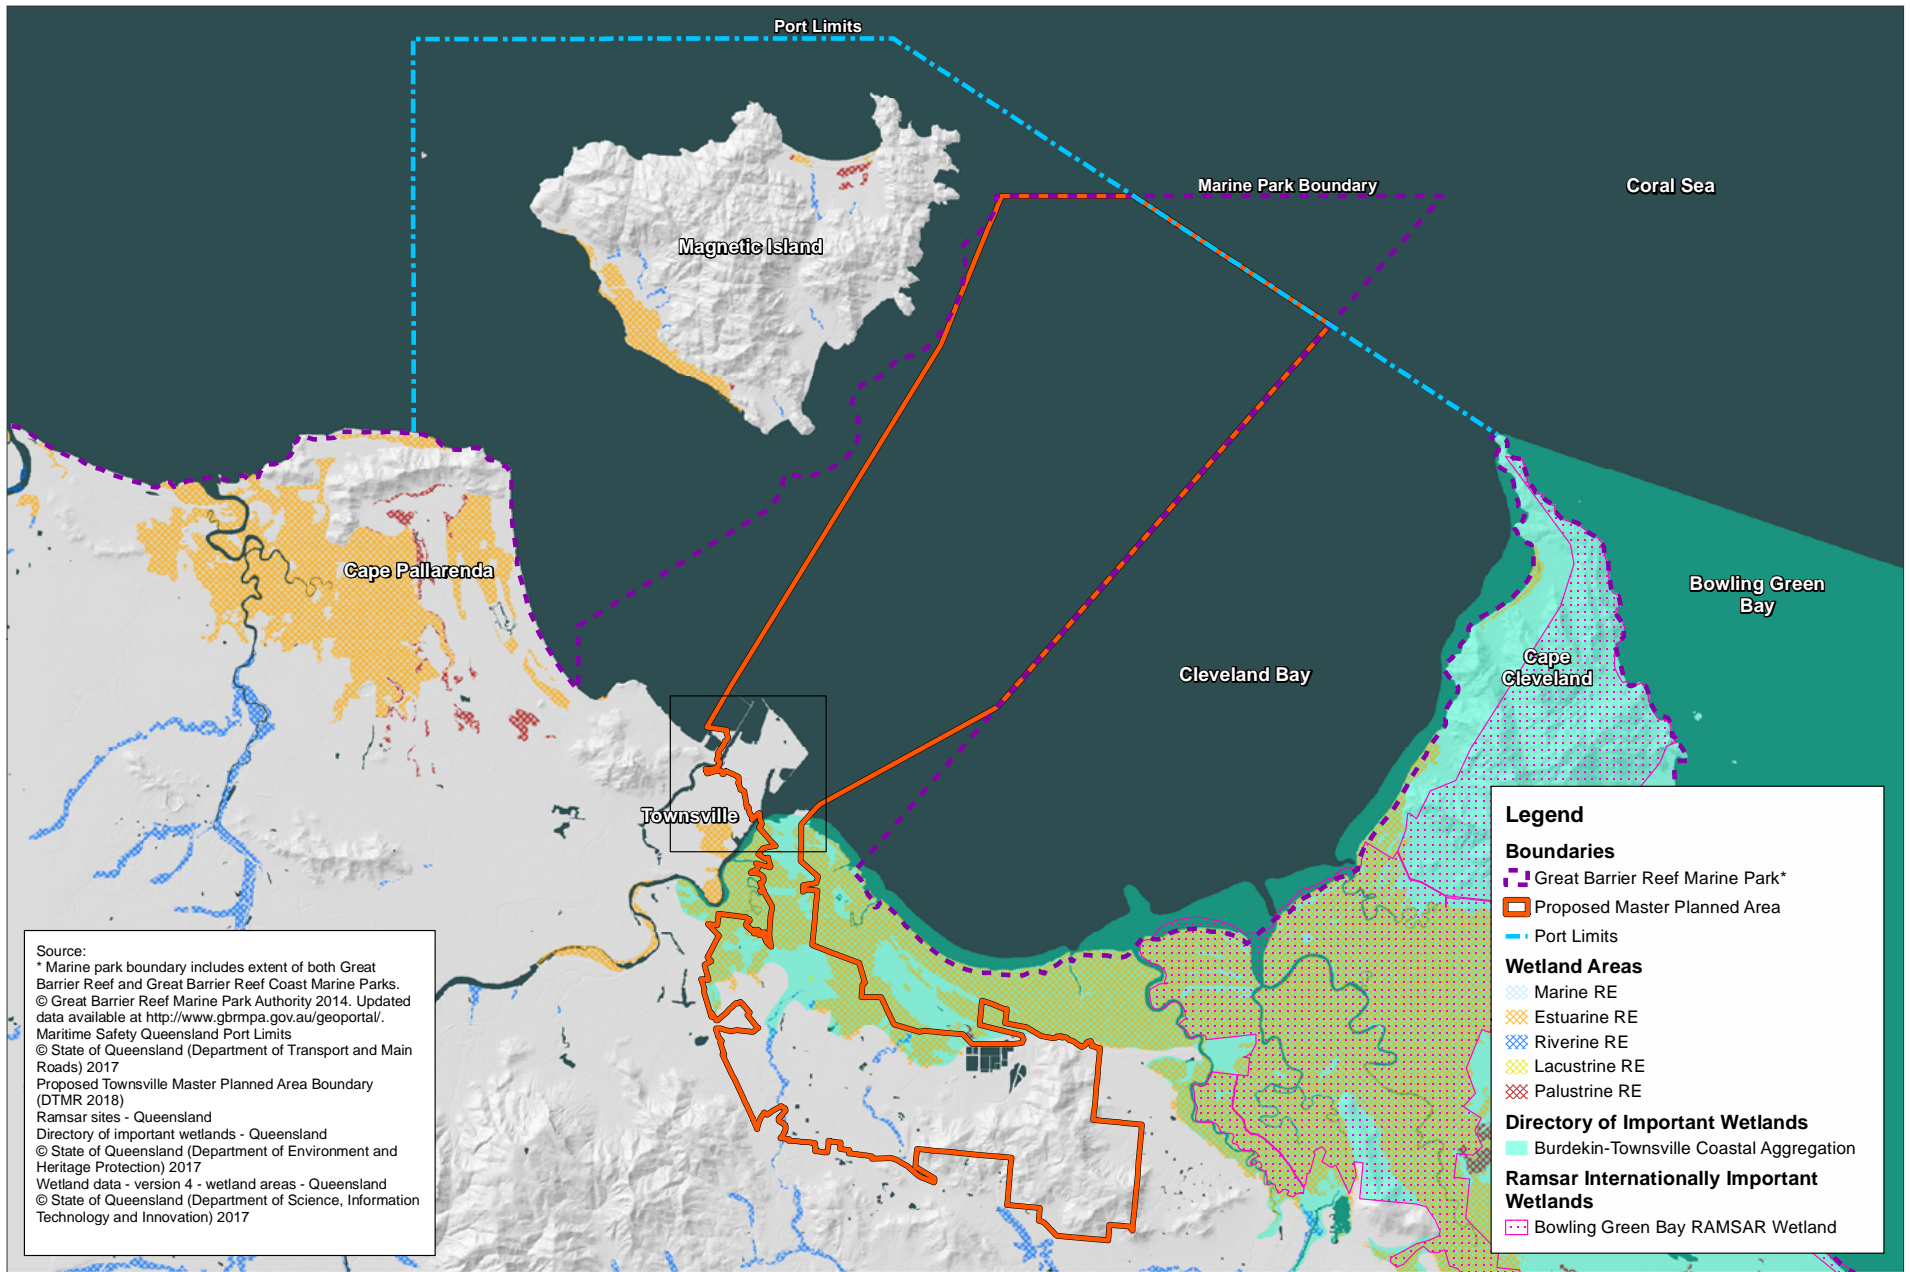 Port Limits
Marine Park Boundary
Coral Sea
Magnetic Island
Cape Pallarenda
Bowling Green
Bay
Cape
Cleveland
Cleveland Bay
Townsville
Source:
* Marine park boundary includes extent of both Great
Barrier Reef and Great Barrier Reef Coast Marine Parks.
© Great Barrier Reef Marine Park Authority 2014. Updated
data available at http://www.gbrmpa.gov.au/geoportal/.
Maritime Safety Queensland Port Limits
© State of Queensland (Department of Transport and Main
Roads) 2017
Proposed Townsville Master Planned Area Boundary
(DTMR 2018)
Ramsar sites - Queensland
Directory of important wetlands - Queensland
© State of Queensland (Department of Environment and
Heritage Protection) 2017
Wetland data - version 4 - wetland areas - Queensland
© State of Queensland (Department of Science, Information
Technology and Innovation) 2017
Legend
Boundaries
Great Barrier Reef Marine Park*
Proposed Master Planned Area
Port Limits
Wetland Areas
Marine RE
Estuarine RE
Riverine RE
Lacustrine RE
Palustrine RE
Directory of Important Wetlands
Burdekin-Townsville Coastal Aggregation
Ramsar Internationally Important
Wetlands
Bowling Green Bay RAMSAR Wetland